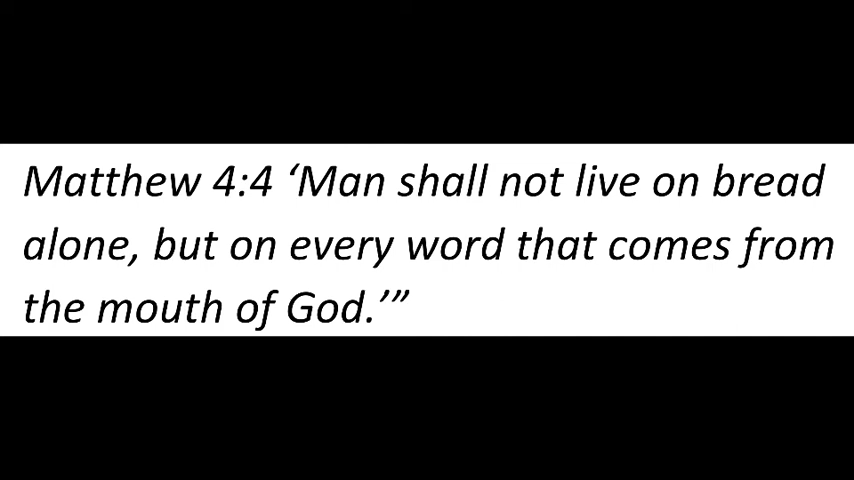 Matthew 4:4 ‘Man shall not live on bread
alone, but on every word that comes from
the mouth of God.’”